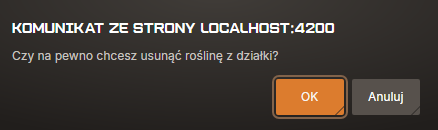 KOMUNIKAT ZE STRONY LOCALHOST:4200
Czy na pewno chcesz usunąć roślinę z działki?
OK Anuluj